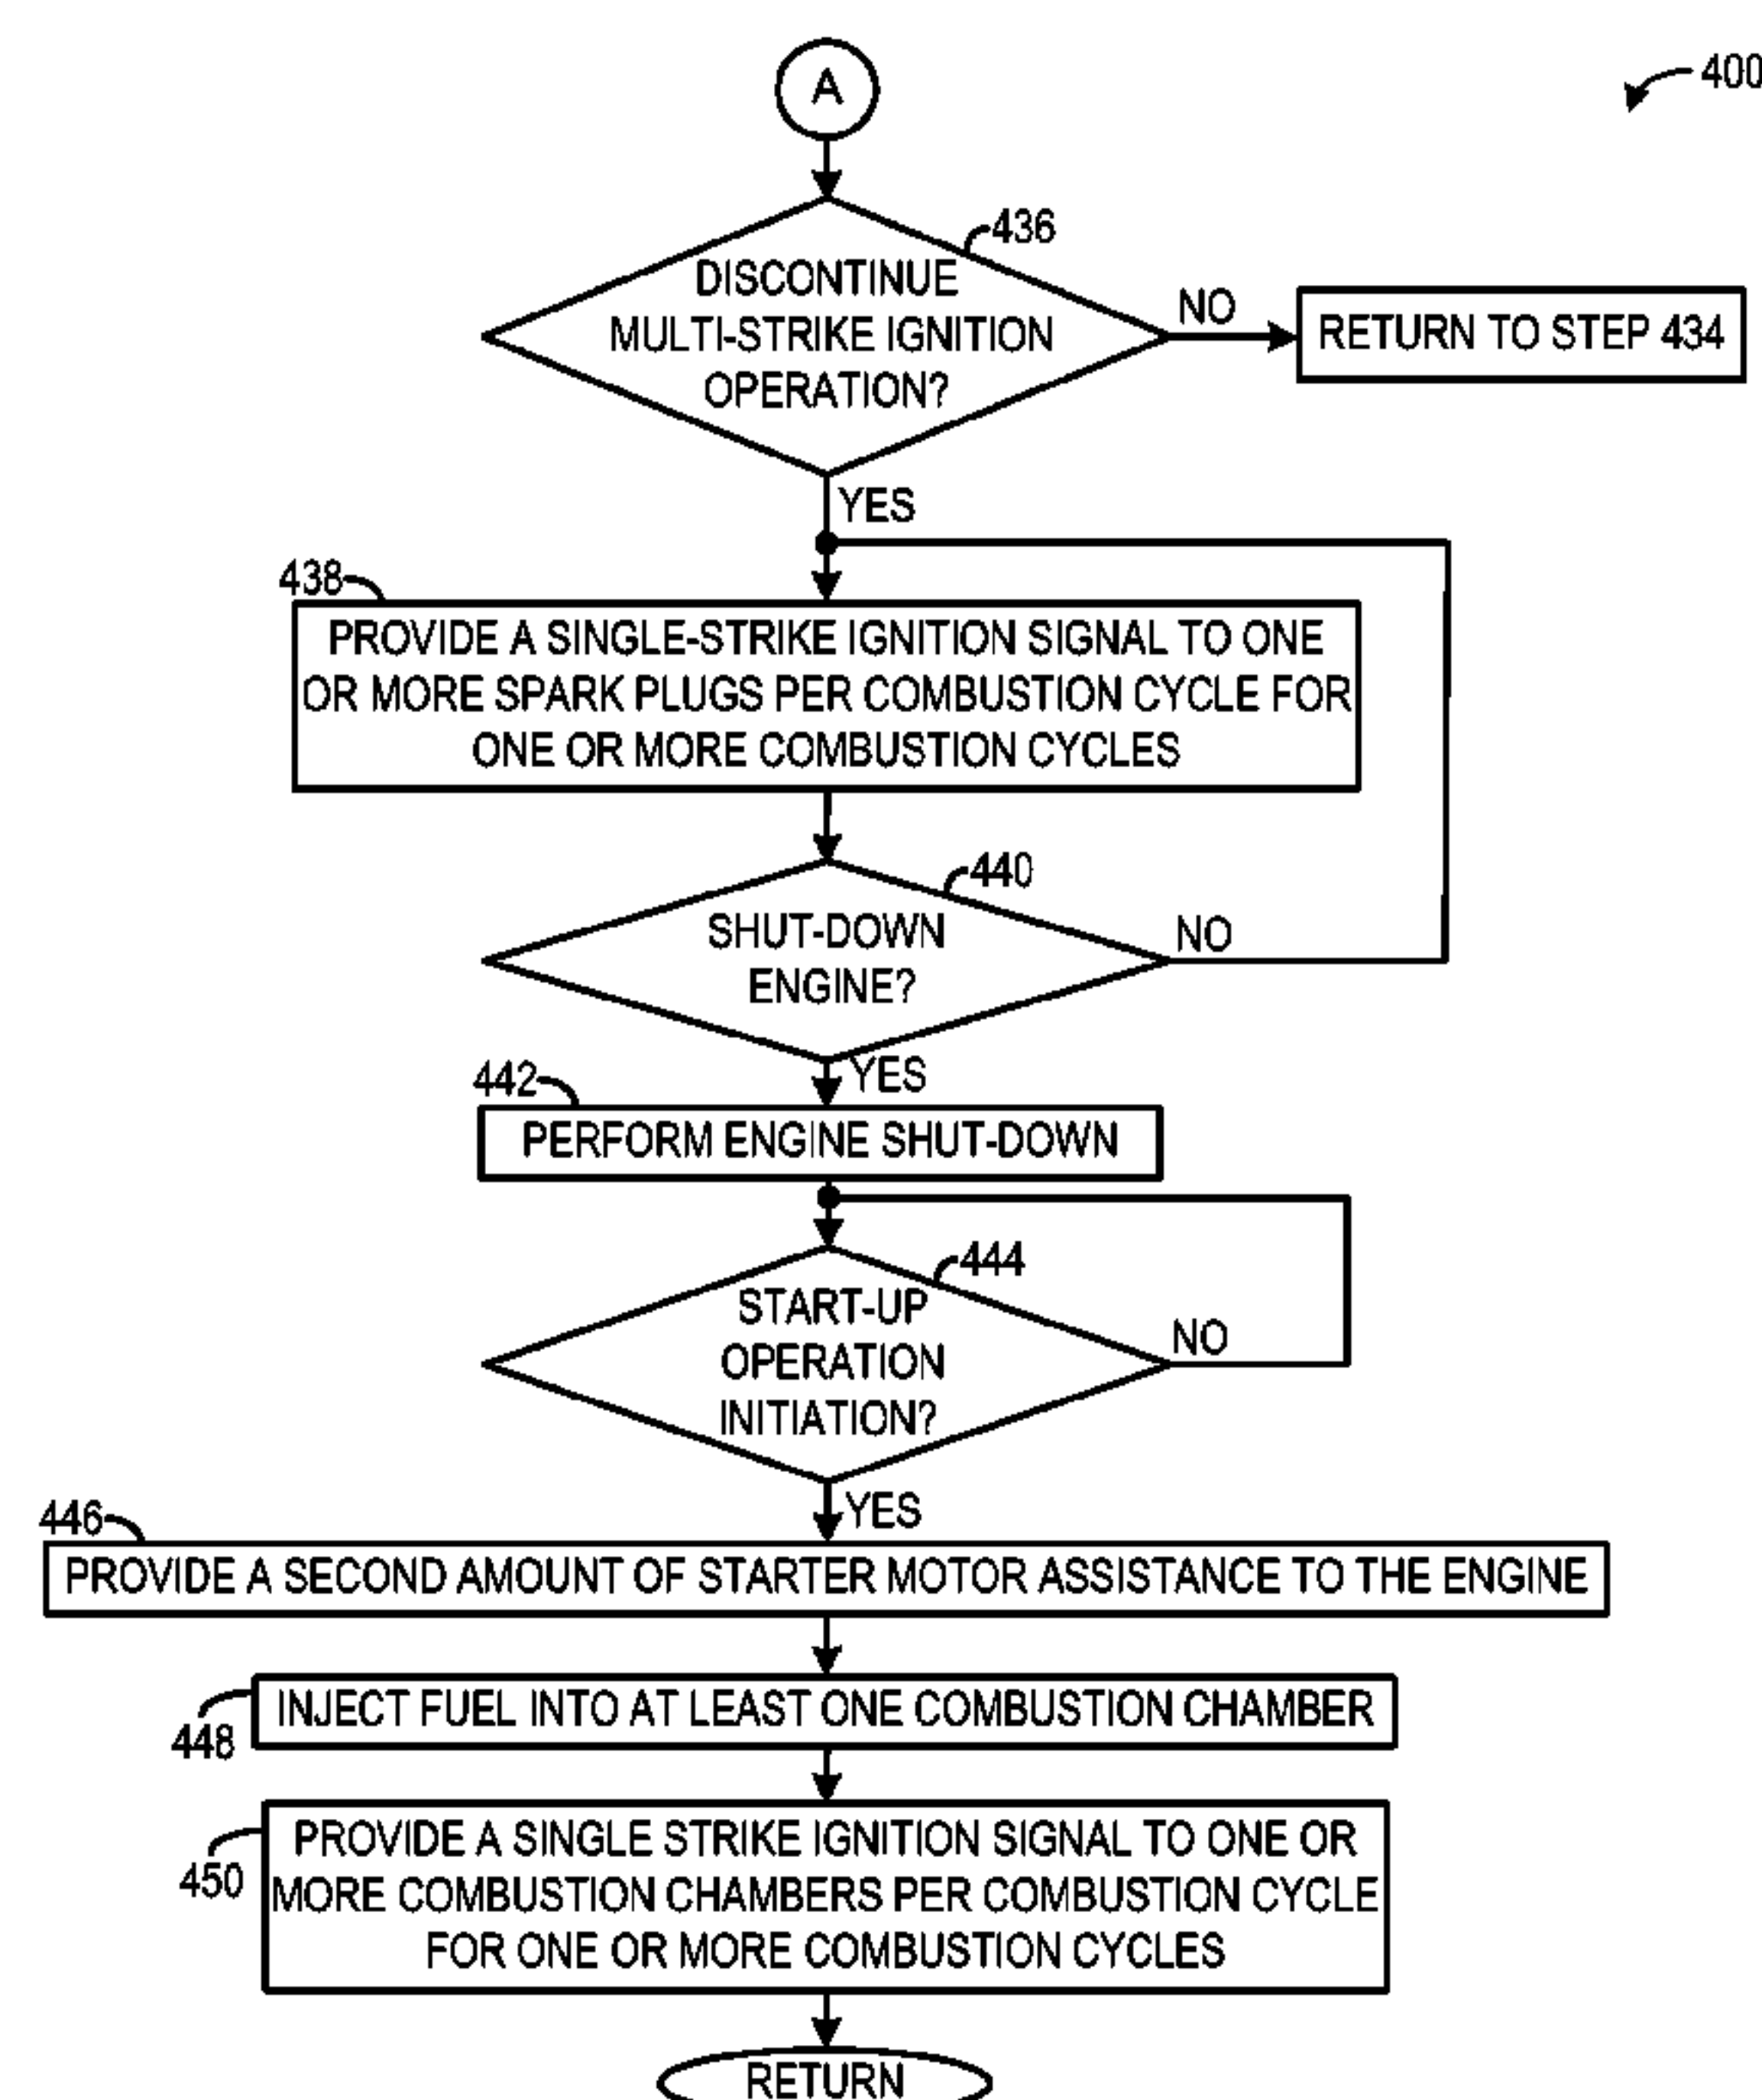 A
400
436
DISCONTINUE
MULTI-STRIKE IGNITION
OPERATION?
NO
RETURN TO STEP 434
YES
438
PROVIDE A SINGLE-STRIKE IGNITION SIGNAL TO ONE
OR MORE SPARK PLUGS PER COMBUSTION CYCLE FOR
ONE OR MORE COMBUSTION CYCLES
440
SHUT-DOWN
ENGINE?
NO
YES
442
PERFORM ENGINE SHUT-DOWN
444
START-UP
OPERATION
INITIATION?
NO
YES
446
PROVIDE A SECOND AMOUNT OF STARTER MOTOR ASSISTANCE TO THE ENGINE
448
INJECT FUEL INTO AT LEAST ONE COMBUSTION CHAMBER
450
PROVIDE A SINGLE STRIKE IGNITION SIGNAL TO ONE OR
MORE COMBUSTION CHAMBERS PER COMBUSTION CYCLE
FOR ONE OR MORE COMBUSTION CYCLES
RETURN